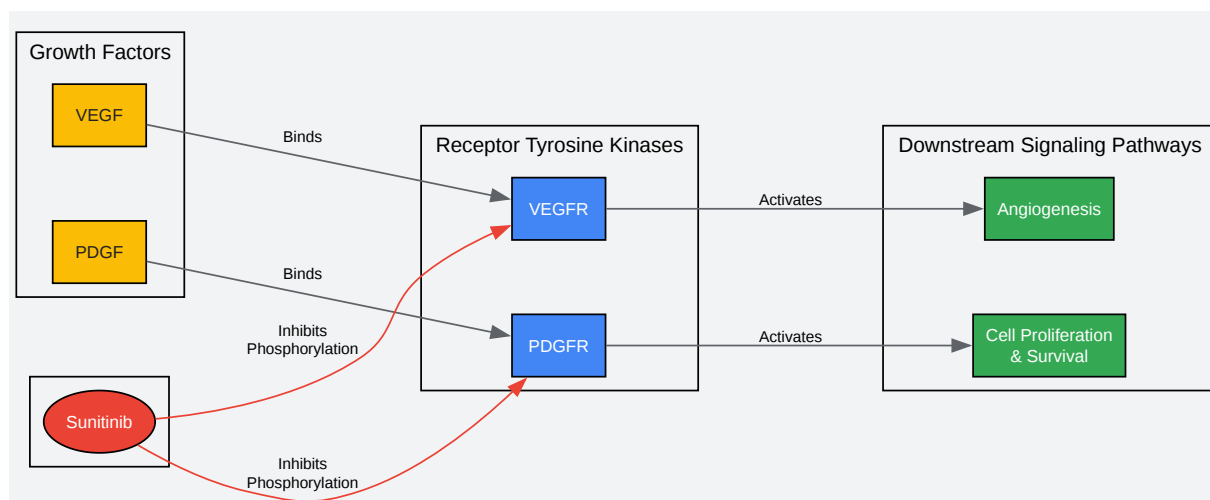 Growth Factors
VEGF
PDGF
Binds
Binds
Inhibits
Phosphorylation
Sunitinib
Inhibits
Phosphorylation
Receptor Tyrosine Kinases
VEGFR
PDGFR
Activates
Activates
Downstream Signaling Pathways
Angiogenesis
Cell Proliferation
& Survival